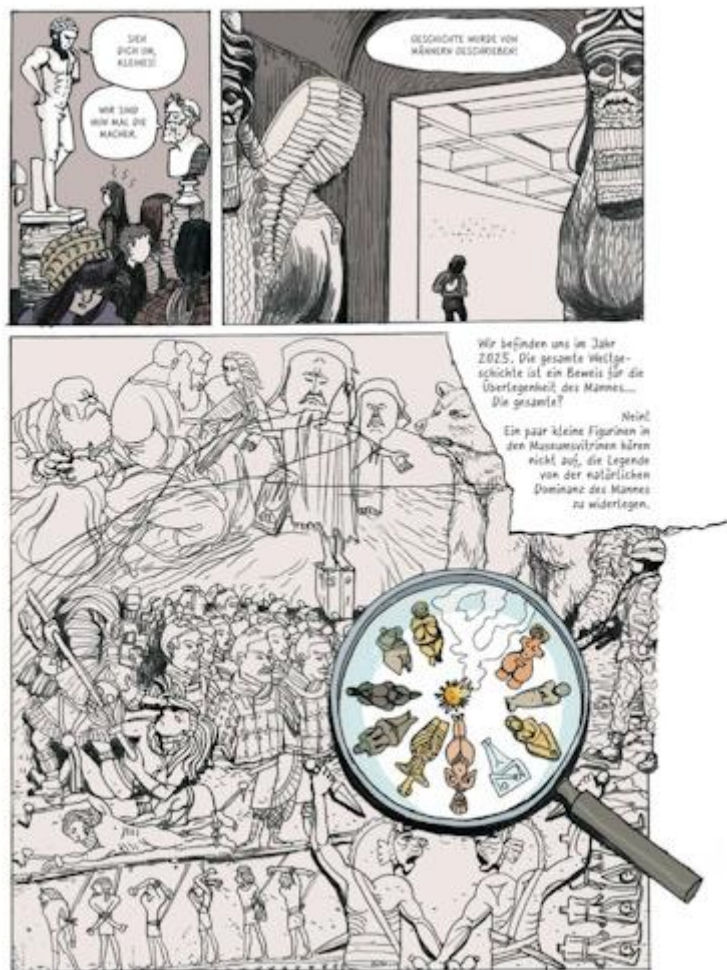 SIEH
DICH UM,
KLEINES!
WIR SIND
NUN MAL DIE
MACHER.
GESCHICHTE WURDE VON
MÄNNERN GESCHRIEBEN!
Wir befinden uns im Jahr
2025. Die gesamte Weltge-
schichte ist ein Beweis für die
Überlegenheit des Mannes...
Die gesamte?
Nein!
Ein paar kleine Figurinen in
den Museumsvitrinen hören
nicht auf, die Legende
von der natürlichen
Dominanz des Mannes
zu widerlegen.